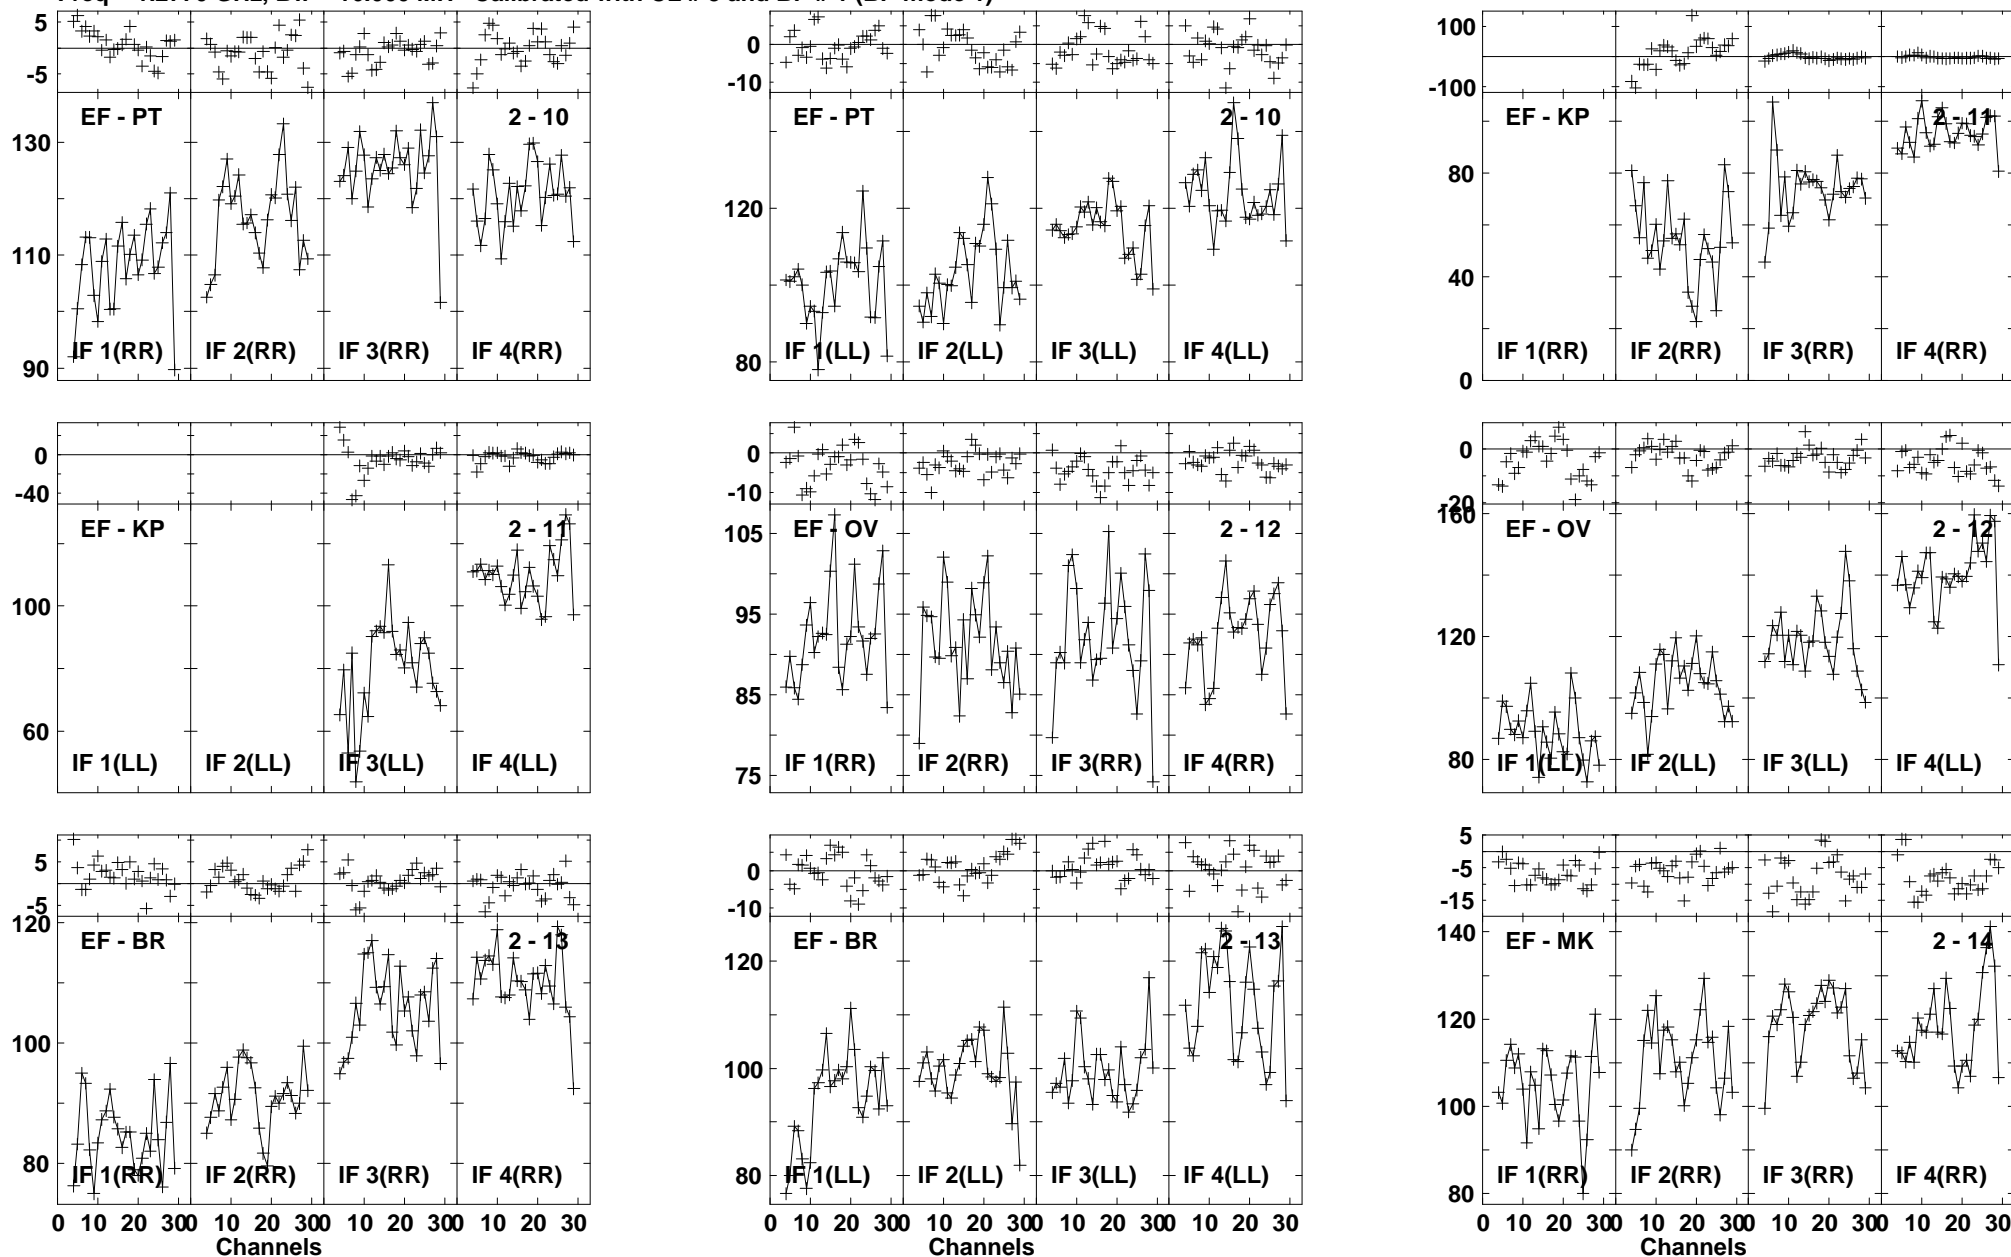 5
0
-5
130
110
90
EF - PT
2 - 10
IF 1(RR)
IF 2(RR)
IF 3(RR)
IF 4(RR)
0
-10
120
80
EF - PT
2 - 10
IF 1(LL)
IF 2(LL)
IF 3(LL)
IF 4(LL)
100
0
-100
80
40
0
EF - KP
2 - 11
IF 1(RR)
IF 2(RR)
IF 3(RR)
IF 4(RR)
0
-40
100
60
EF - KP
2 - 11
IF 1(LL)
IF 2(LL)
IF 3(LL)
IF 4(LL)
0
-10
105
95
85
75
EF - OV
2 - 12
IF 1(RR)
IF 2(RR)
IF 3(RR)
IF 4(RR)
0
-20
160
120
80
EF - OV
2 - 12
IF 1(LL)
IF 2(LL)
IF 3(LL)
IF 4(LL)
5
-5
120
100
80
EF - BR
2 - 13
IF 1(RR)
IF 2(RR)
IF 3(RR)
IF 4(RR)
0 10 20 30 0 10 20 30 0 10 20 30 0 10 20 30
Channels
0
-10
120
100
80
EF - BR
2 - 13
IF 1(LL)
IF 2(LL)
IF 3(LL)
IF 4(LL)
0 10 20 30 0 10 20 30 0 10 20 30 0 10 20 30
Channels
5
-5
-15
140
120
100
80
EF - MK
2 - 14
IF 1(RR)
IF 2(RR)
IF 3(RR)
IF 4(RR)
0 10 20 30 0 10 20 30 0 10 20 30 0 10 20 30
Channels